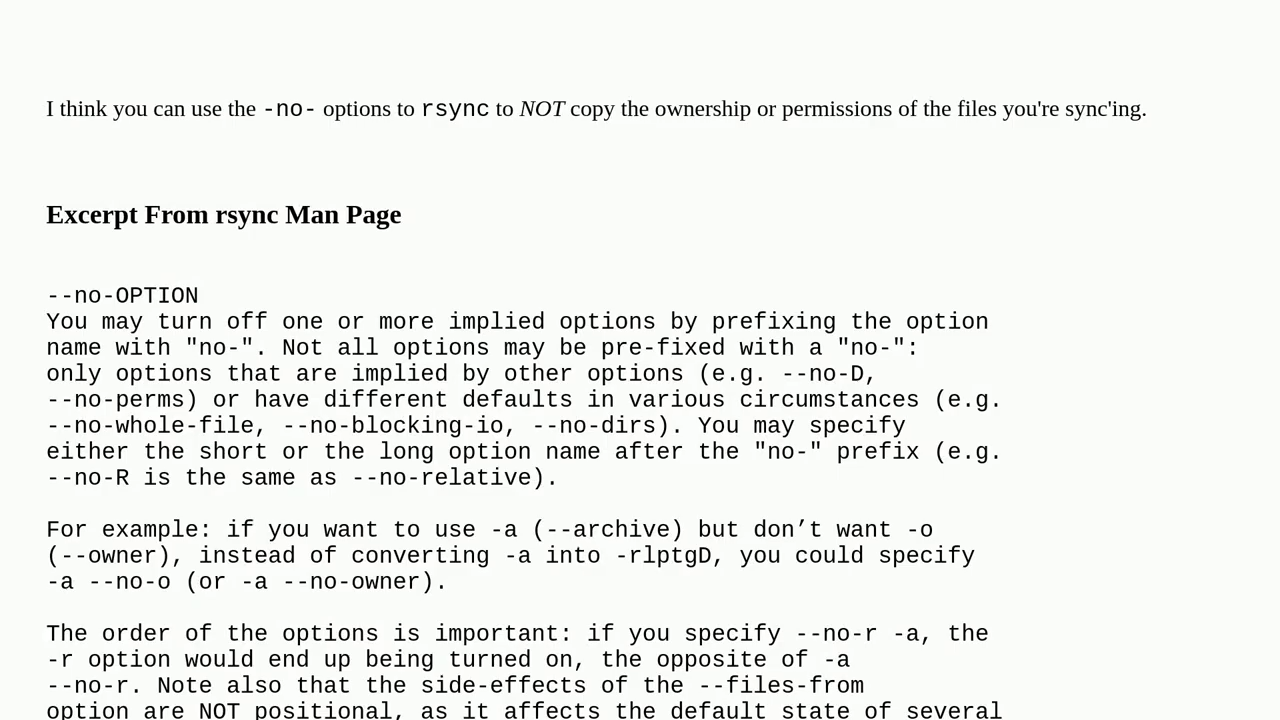 I think you can use the -no- options to rsync to NOT copy the ownership or permissions of the files you're sync'ing.
Excerpt From rsync Man Page
--no-OPTION
You may turn off one or more implied options by prefixing the option
name with "no-". Not all options may be pre-fixed with a "no-":
only options that are implied by other options (e.g. --no-D,
--no-perms) or have different defaults in various circumstances (e.g.
--no-whole-file, --no-blocking-io, --no-dirs). You may specify
either the short or the long option name after the "no-" prefix (e.g.
--no-R is the same as --no-relative).
For example: if you want to use -a (--archive) but don’t want -o
(--owner), instead of converting -a into -rlptgD, you could specify
-a --no-o (or -a --no-owner).
The order of the options is important: if you specify --no-r -a, the
-r option would end up being turned on, the opposite of -a
--no-r. Note also that the side-effects of the --files-from
option are NOT positional, as it affects the default state of several